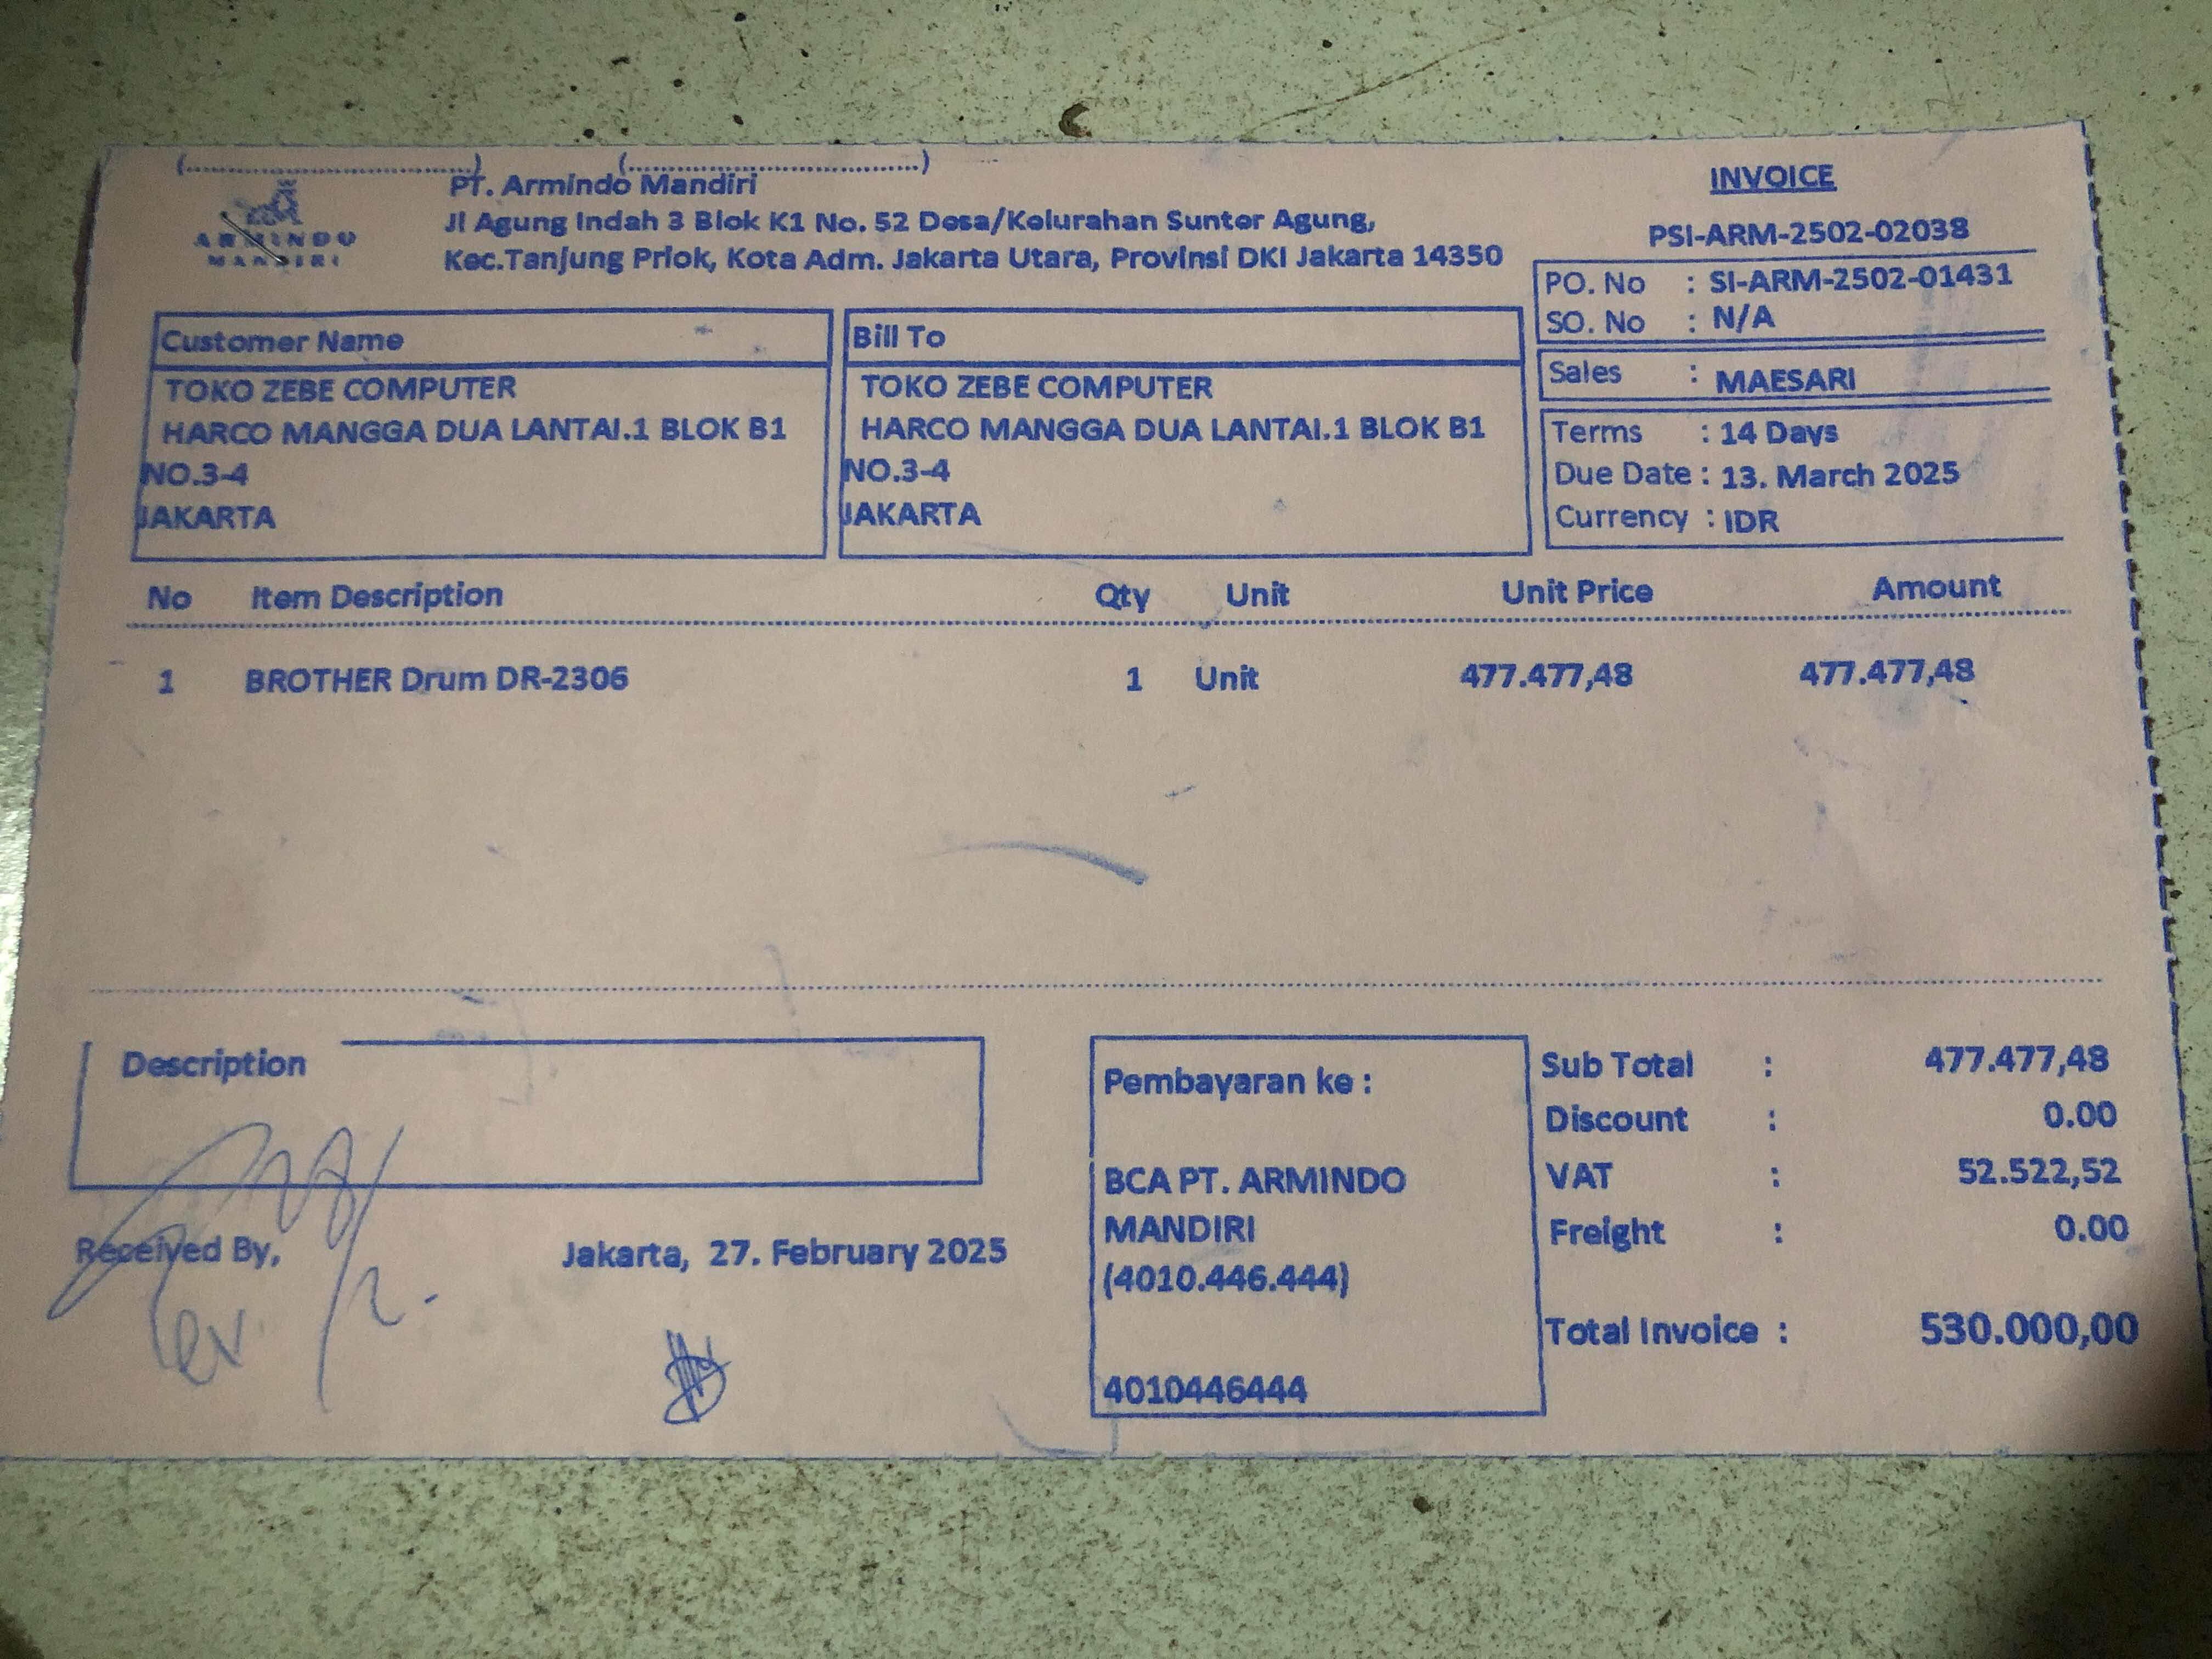 (..............................) (..............................)
ARMINDO
MANDIRI
PT. Armindo Mandiri
Jl Agung Indah 3 Blok K1 No. 52 Desa/Kelurahan Sunter Agung,
Kec.Tanjung Priok, Kota Adm. Jakarta Utara, Provinsi DKI Jakarta 14350
INVOICE
PSI-ARM-2502-02038
PO. No : SI-ARM-2502-01431
SO. No : N/A
Sales : MAESARI
Terms : 14 Days
Due Date : 13. March 2025
Currency : IDR
Customer Name
TOKO ZEBE COMPUTER
HARCO MANGGA DUA LANTAI.1 BLOK B1
NO.3-4
JAKARTA
Bill To
TOKO ZEBE COMPUTER
HARCO MANGGA DUA LANTAI.1 BLOK B1
NO.3-4
JAKARTA
No Item Description Qty Unit Unit Price Amount
1 BROTHER Drum DR-2306 1 Unit 477.477,48 477.477,48
Description
Received By,
Jakarta, 27. February 2025
Pembayaran ke :
BCA PT. ARMINDO
MANDIRI
(4010.446.444)
4010446444
Sub Total : 477.477,48
Discount : 0.00
VAT : 52.522,52
Freight : 0.00
Total Invoice : 530.000,00